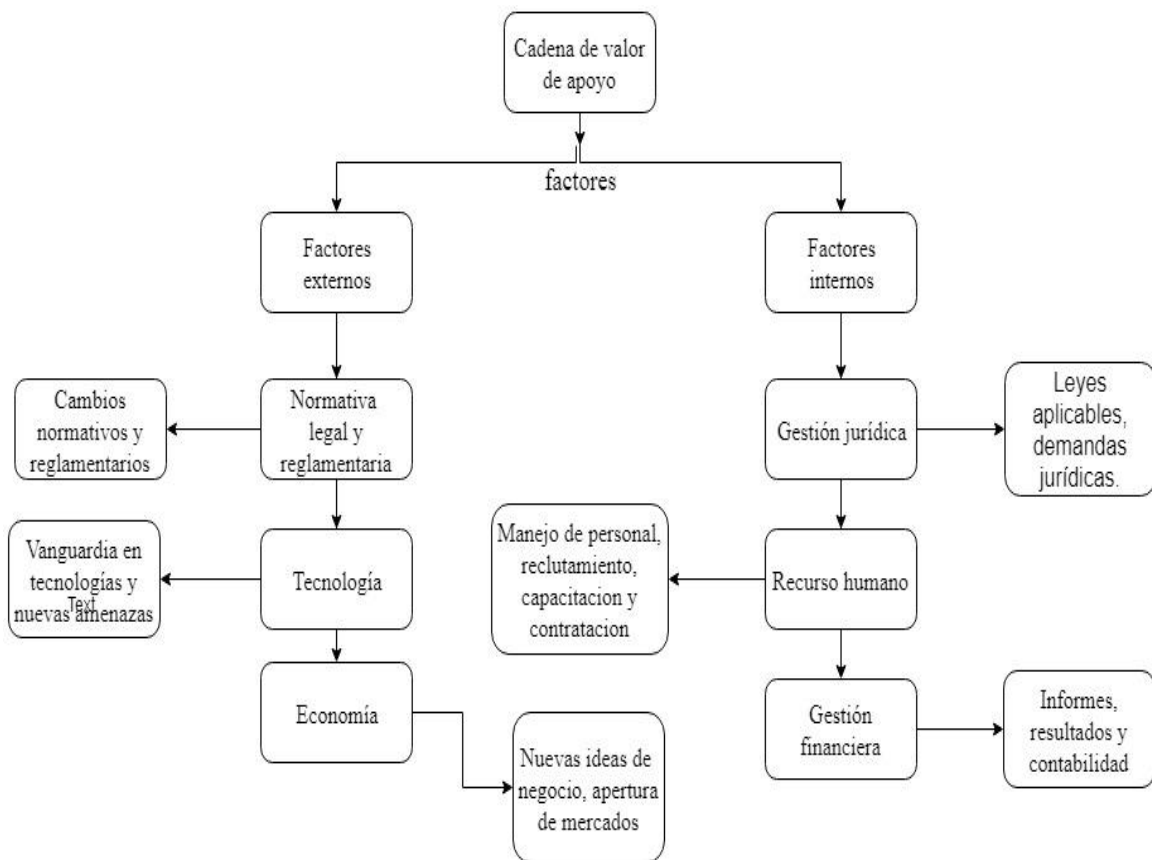 Cadena de valor
de apoyo
factores
Factores
externos
Factores
internos
Cambios
normativos y
reglamentarios
Normativa
legal y
reglamentaria
Gestión jurídica
Leyes
aplicables,
demandas
jurídicas.
Vanguardia en
tecnologías y
nuevas amenazas
Text
Tecnología
Manejo de personal,
reclutamiento,
capacitacion y
contratacion
Recurso humano
Economía
Nuevas ideas de
negocio, apertura
de mercados
Gestión
financiera
Informes,
resultados y
contabilidad